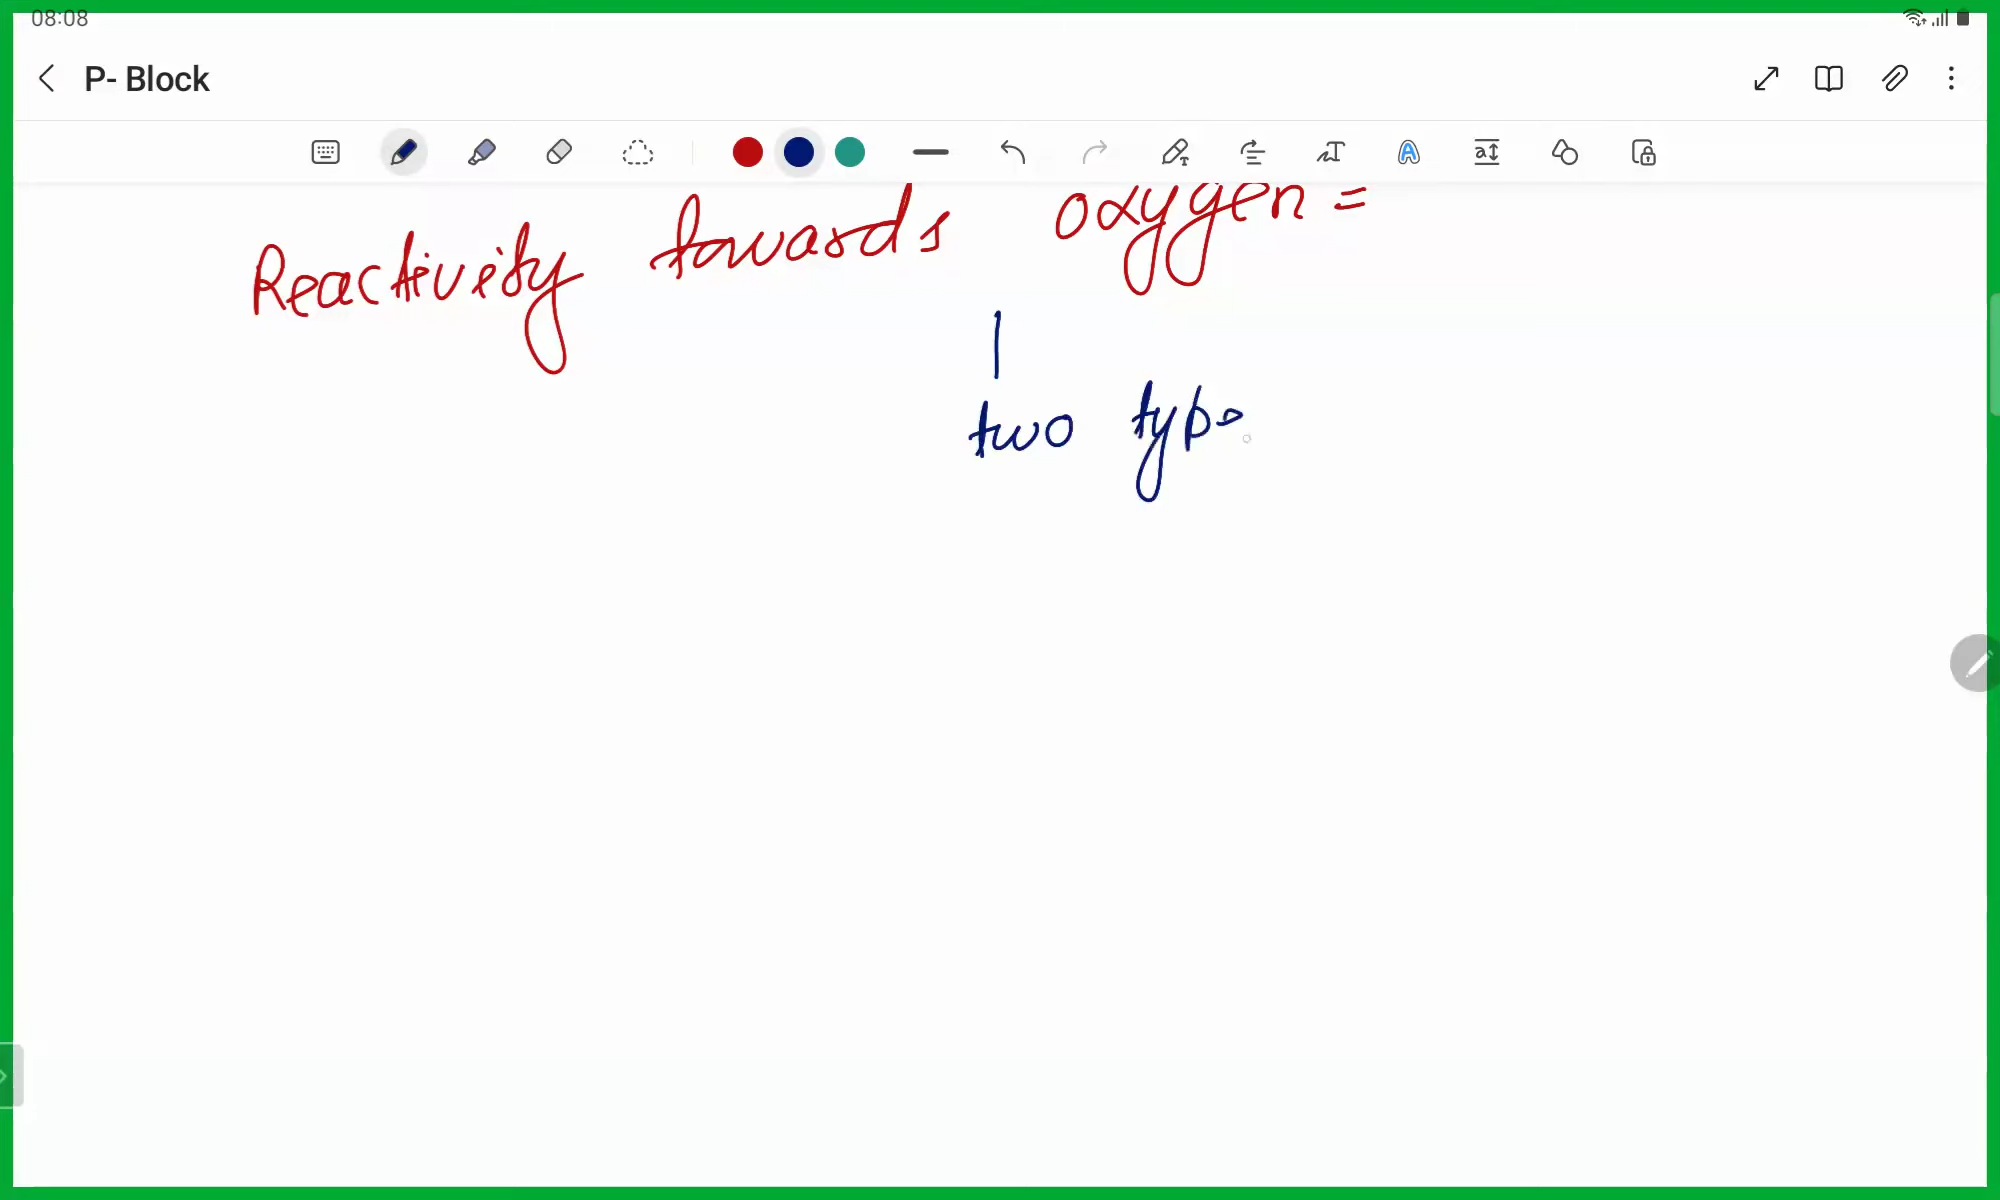 08:08
P- Block
Reactivity towards oxygen =
two type